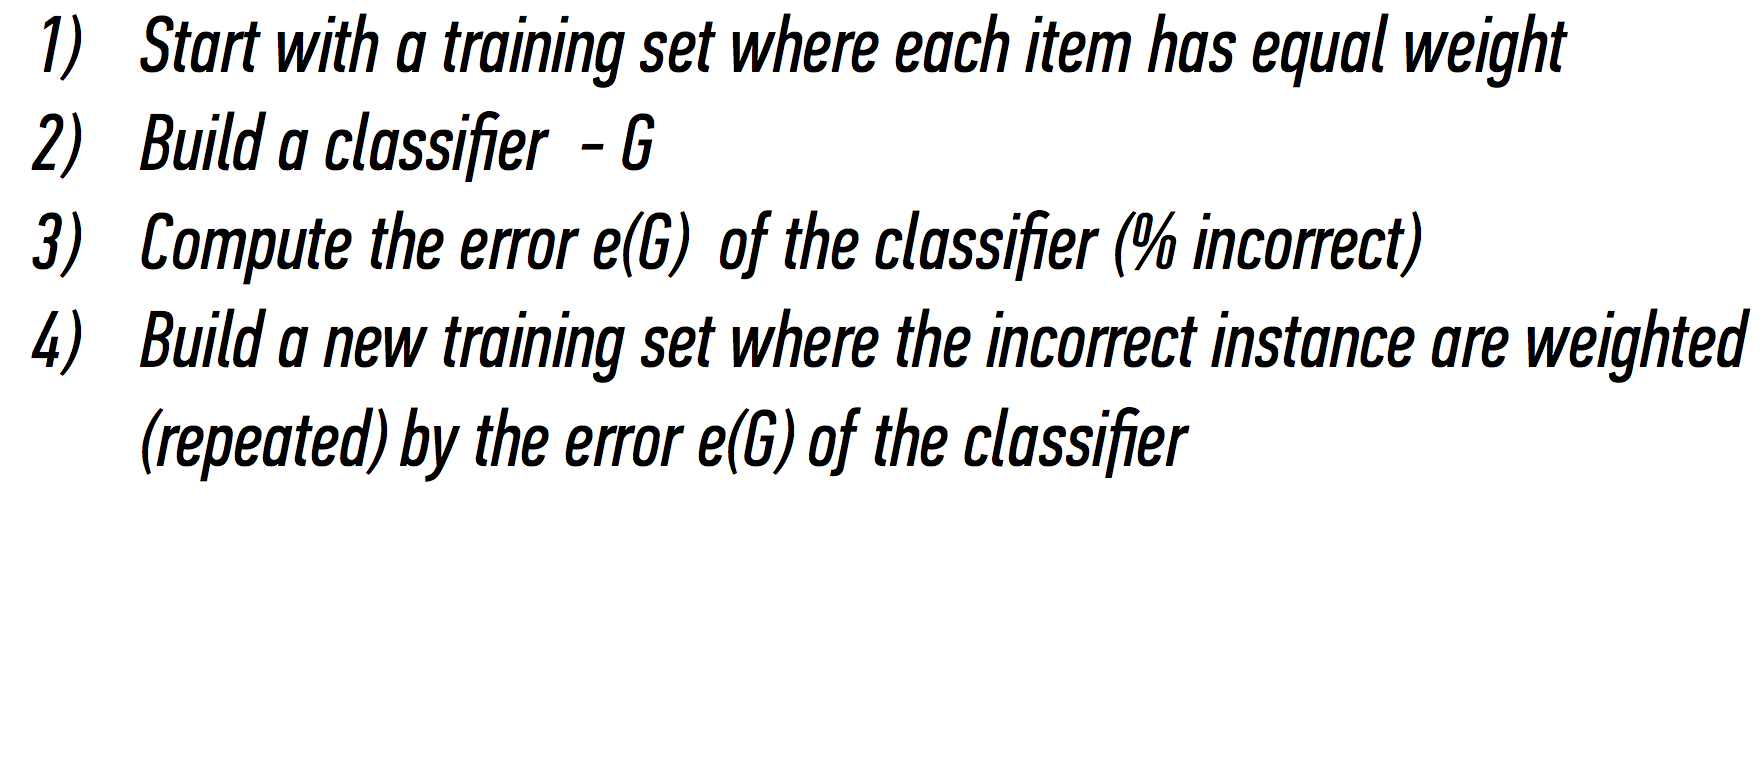 1) Start with a training set where each item has equal weight
2) Build a classifier - G
3) Compute the error e(G) of the classifier (% incorrect)
4) Build a new training set where the incorrect instance are weighted
(repeated) by the error e(G) of the classifier